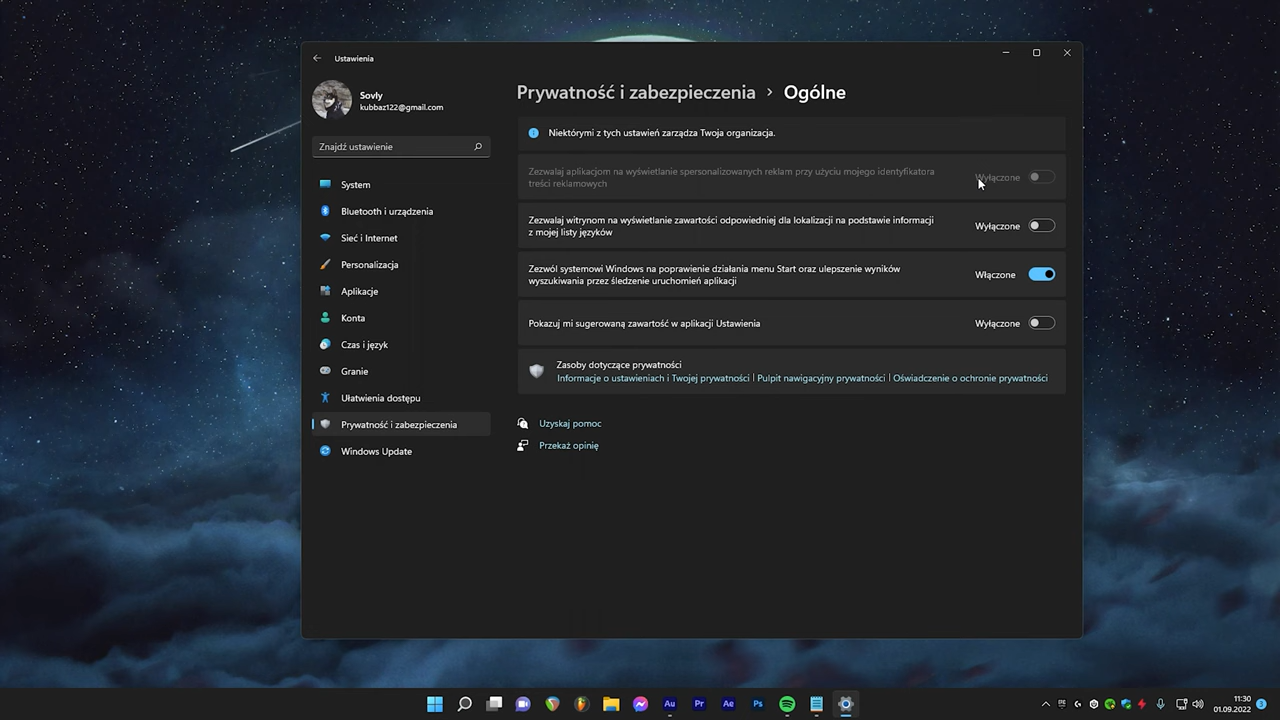 Ustawienia
Sovly
kubbaz122@gmail.com
Znajdź ustawienie
System
Bluetooth i urządzenia
Sieć i Internet
Personalizacja
Aplikacje
Konta
Czas i język
Granie
Ułatwienia dostępu
Prywatność i zabezpieczenia
Windows Update
Prywatność i zabezpieczenia › Ogólne
Niektórymi z tych ustawień zarządza Twoja organizacja.
Zezwalaj aplikacjom na wyświetlanie spersonalizowanych reklam przy użyciu mojego identyfikatora
treści reklamowych
Wyłączone
Zezwalaj witrynom na wyświetlanie zawartości odpowiedniej dla lokalizacji na podstawie informacji
z mojej listy języków
Wyłączone
Zezwól systemowi Windows na poprawienie działania menu Start oraz ulepszenie wyników
wyszukiwania przez śledzenie uruchomień aplikacji
Włączone
Pokazuj mi sugerowaną zawartość w aplikacji Ustawienia
Wyłączone
Zasoby dotyczące prywatności
Informacje o ustawieniach i Twojej prywatności | Pulpit nawigacyjny prywatności | Oświadczenie o ochronie prywatności
Uzyskaj pomoc
Przekaż opinię
Au Pr Ae Ps
11:30
01.09.2022